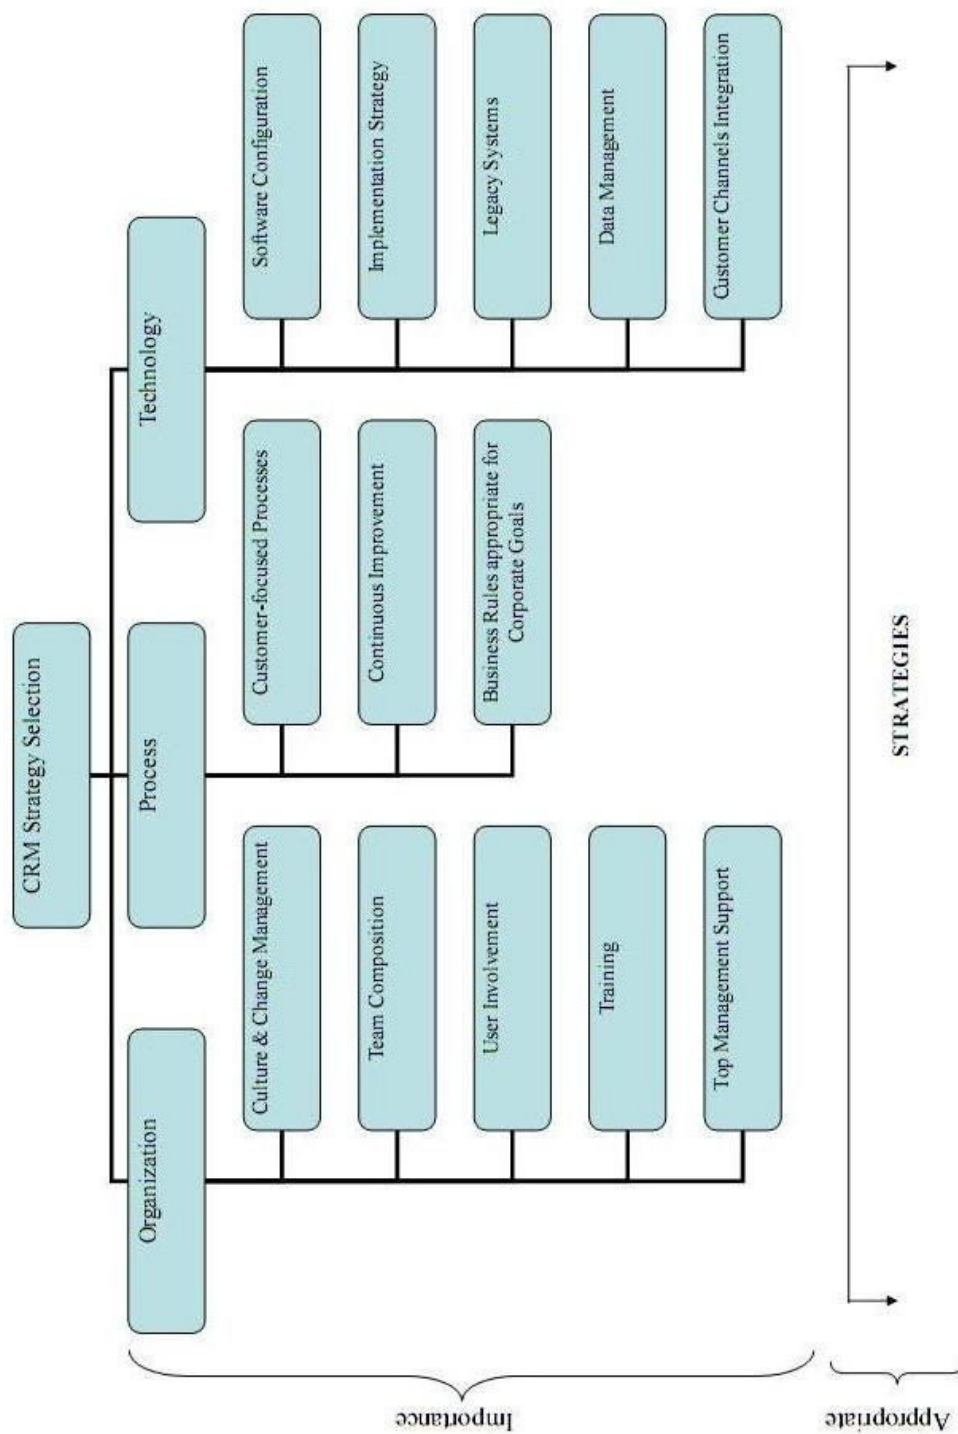 CRM Strategy Selection
Organization
Process
Technology
Culture & Change Management
Team Composition
User Involvement
Training
Top Management Support
Customer-focused Processes
Continuous Improvement
Business Rules appropriate for
Corporate Goals
Software Configuration
Implementation Strategy
Legacy Systems
Data Management
Customer Channels Integration
Importance
Appropriate
STRATEGIES